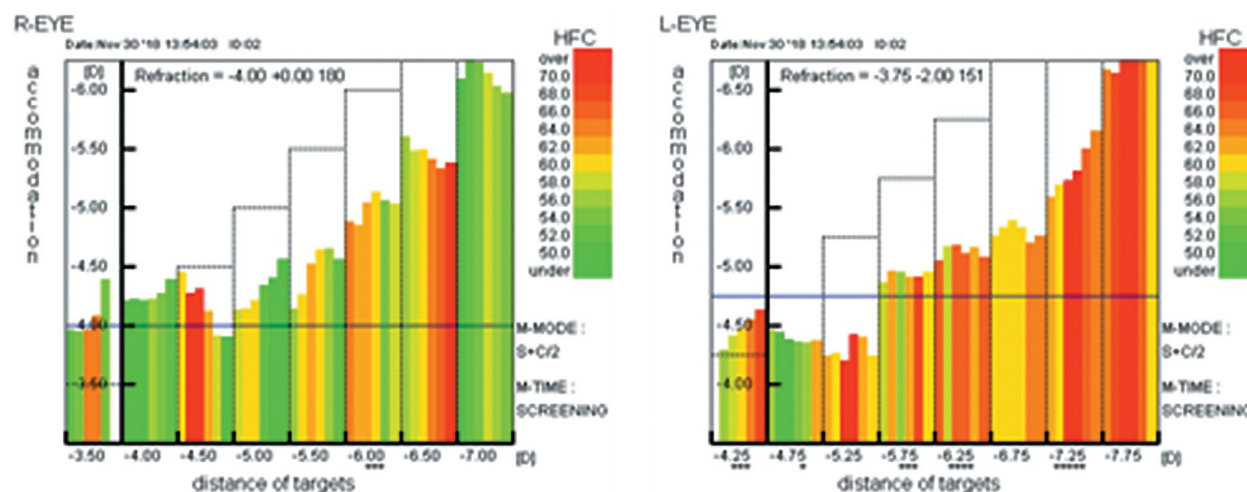 R-EYE
Date:Nov 30 '18 13:54:03 ID:02
HFC
accomodation
[D]
Refraction = -4.00 +0.00 180
-6.00
-5.50
-5.00
-4.50
-4.00
-3.50
over
70.0
68.0
66.0
64.0
62.0
60.0
58.0
56.0
54.0
52.0
50.0
under
M-MODE :
S+C/2
M-TIME :
SCREENING
-3.50 -4.00 -4.50 -5.00 -5.50 -6.00 -6.50 -7.00 [D]
distance of targets
L-EYE
Date:Nov 30 '18 13:54:03 ID:02
HFC
accomodation
[D]
Refraction = -3.75 -2.00 151
-6.50
-6.00
-5.50
-5.00
-4.50
-4.00
over
70.0
68.0
66.0
64.0
62.0
60.0
58.0
56.0
54.0
52.0
50.0
under
M-MODE :
S+C/2
M-TIME :
SCREENING
-4.25 -4.75 -5.25 -5.75 -6.25 -6.75 -7.25 -7.75 [D]
distance of targets